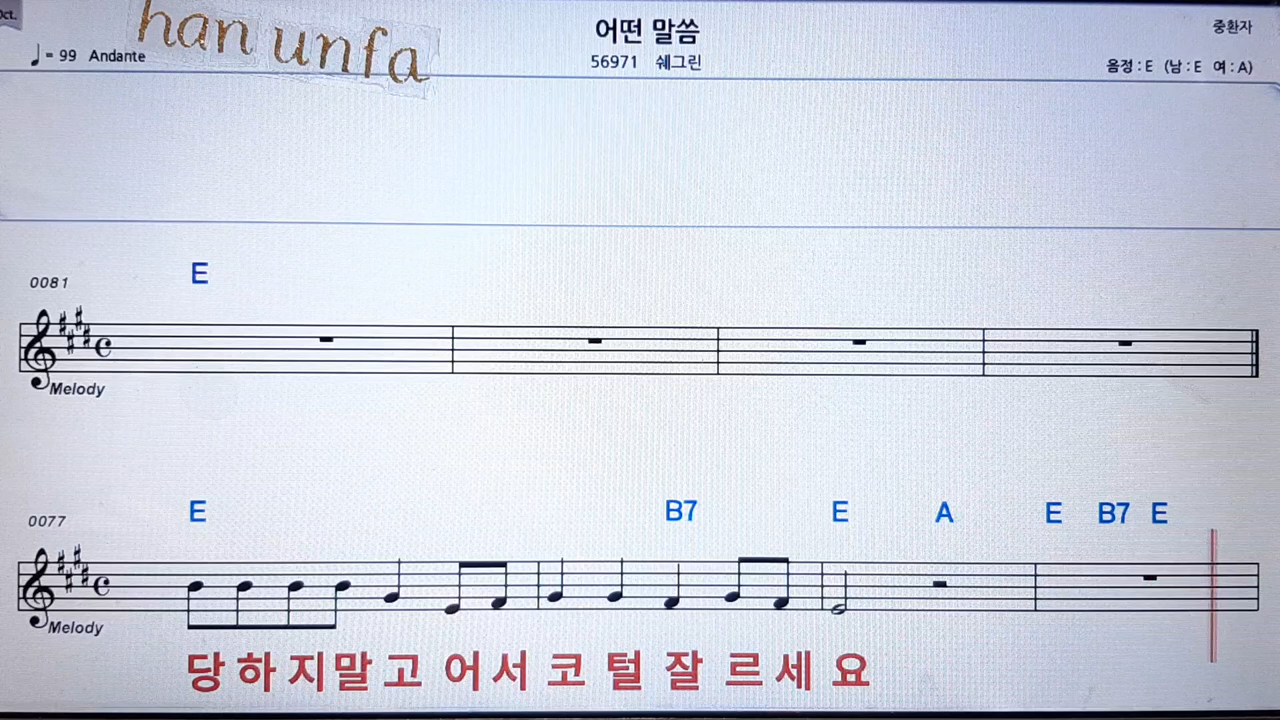 Oct.
han unfa
♩= 99 Andante
어떤 말씀
56971 쉐그린
중환자
음정 : E (남 : E 여 : A)
0081
E
Melody
0077
E B7 E A E B7 E
Melody
당하지말고 어서 코 털 잘 르세 요